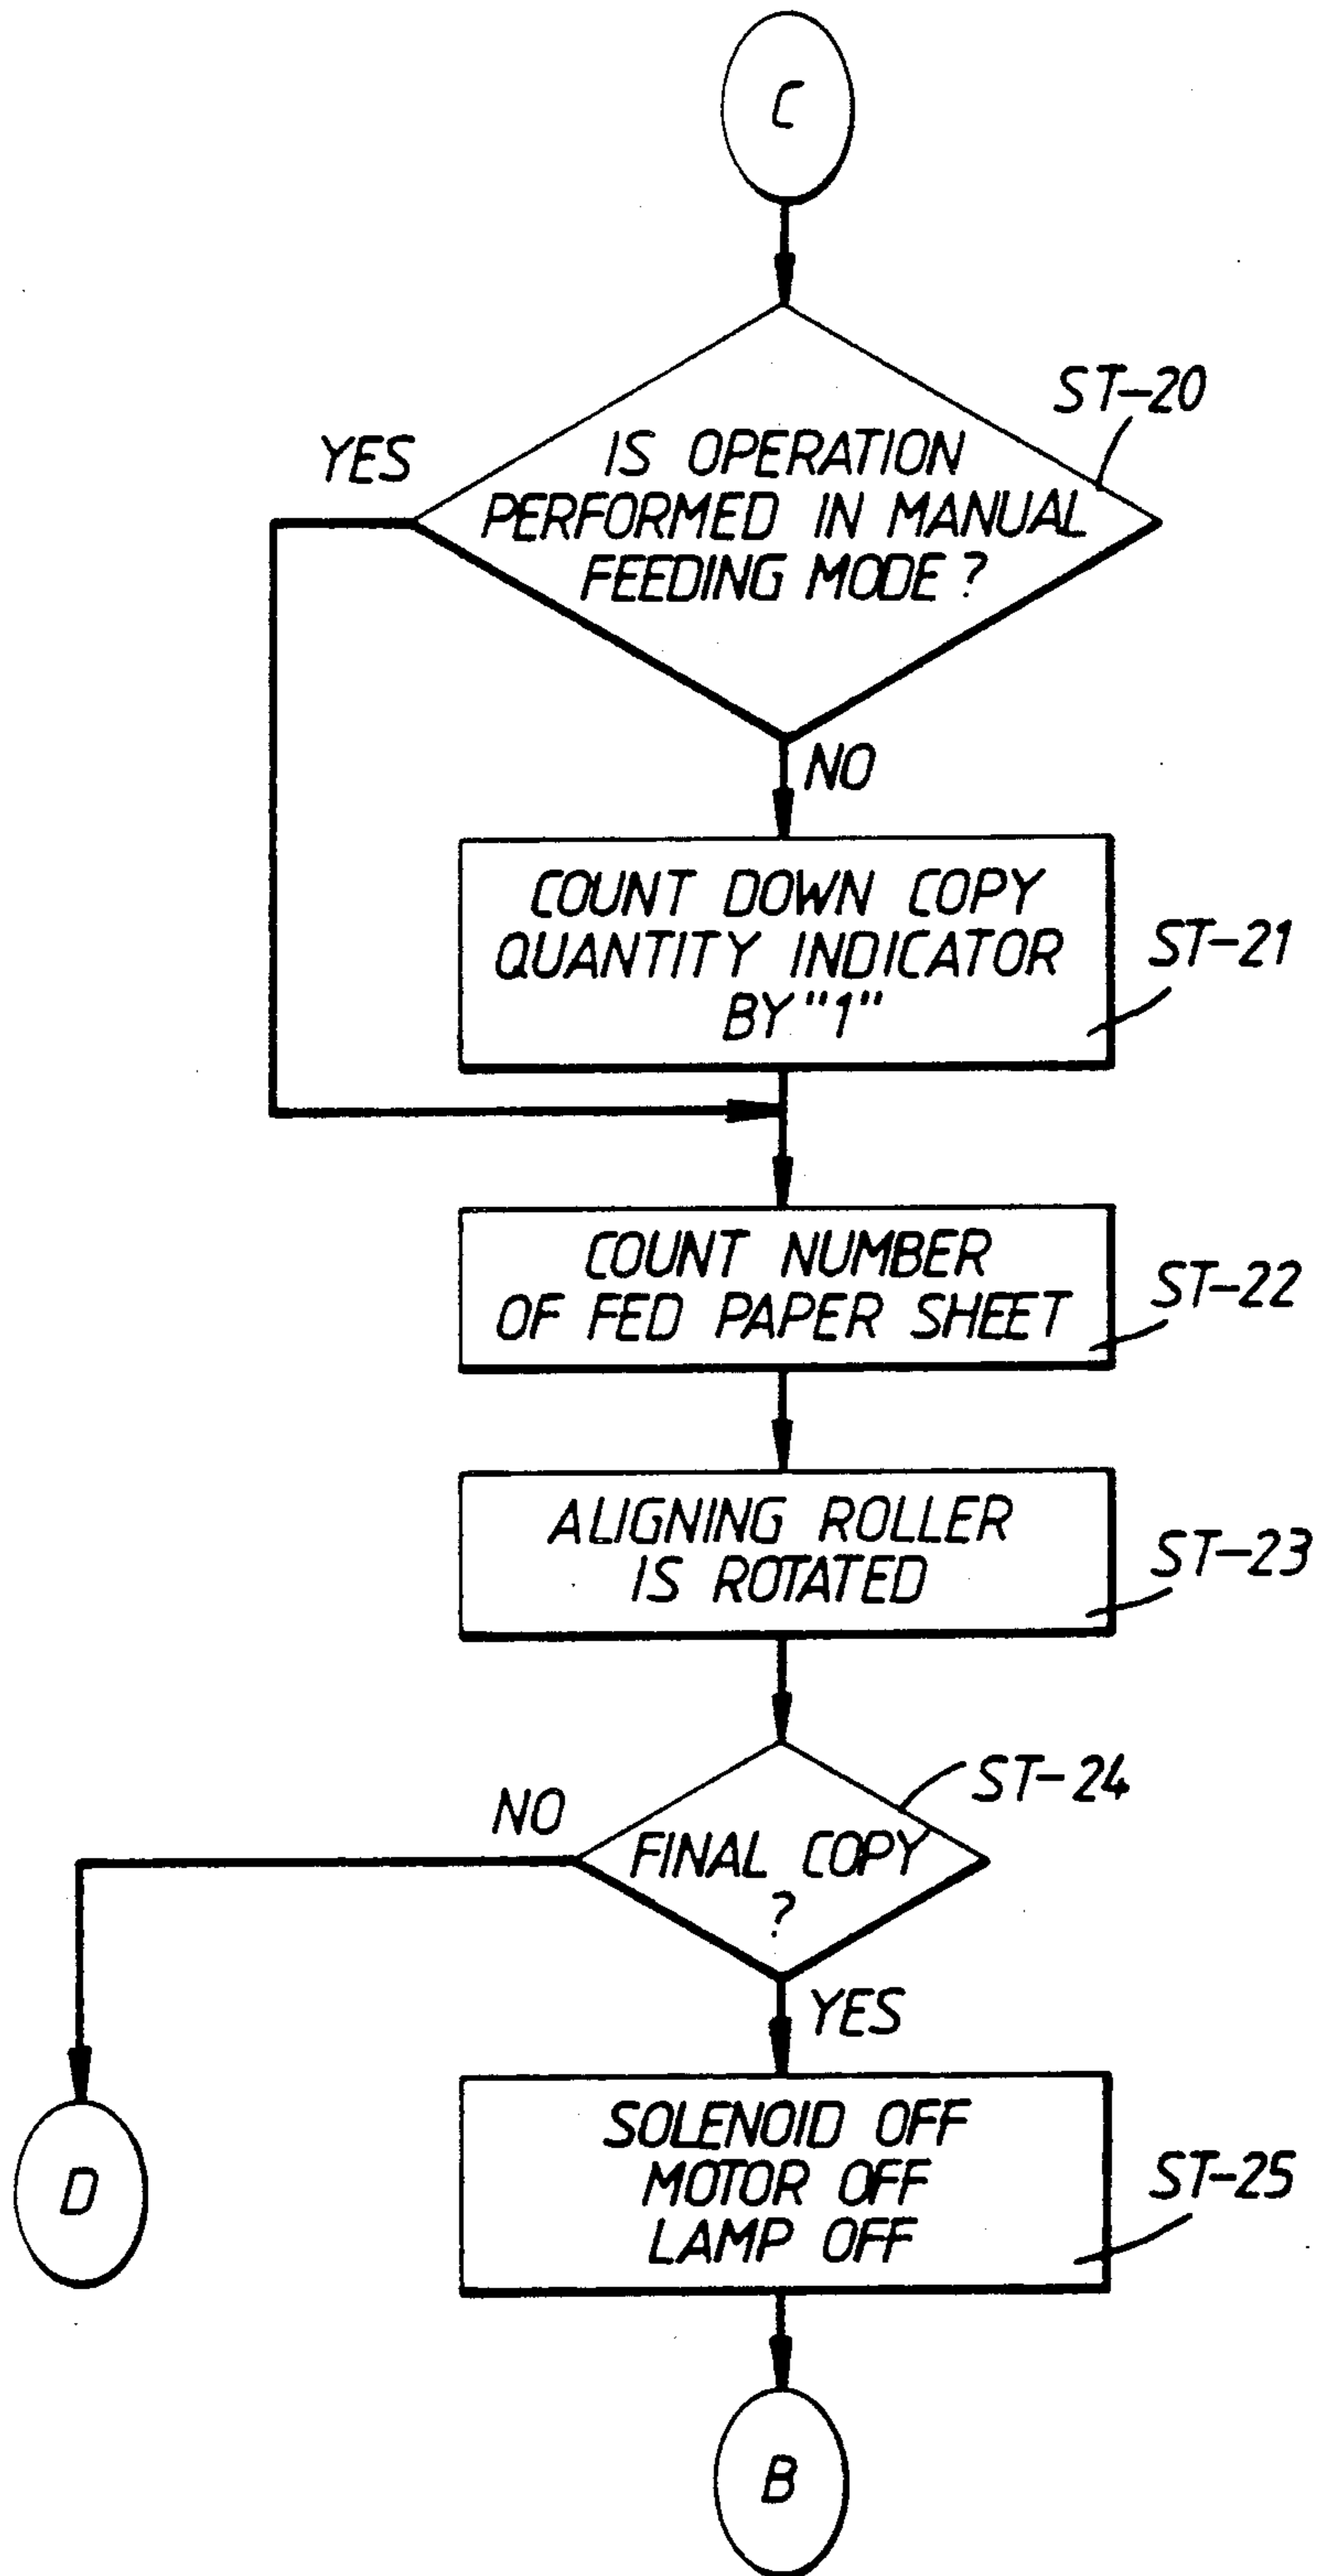 C
ST-20
YES
IS OPERATION
PERFORMED IN MANUAL
FEEDING MODE ?
NO
COUNT DOWN COPY
QUANTITY INDICATOR
BY "1"
ST-21
COUNT NUMBER
OF FED PAPER SHEET
ST-22
ALIGNING ROLLER
IS ROTATED
ST-23
ST-24
NO
FINAL COPY
?
YES
SOLENOID OFF
MOTOR OFF
LAMP OFF
ST-25
D
B